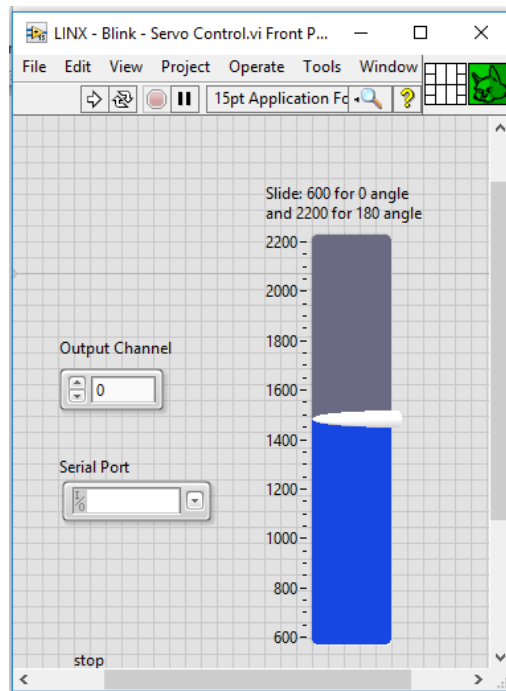 LINX - Blink - Servo Control.vi Front P...
File Edit View Project Operate Tools Window
15pt Application Fo
?
Slide: 600 for 0 angle
and 2200 for 180 angle
2200
2000
1800
Output Channel
1600
0
1400
Serial Port
1200
I/O
1000
800
600
stop